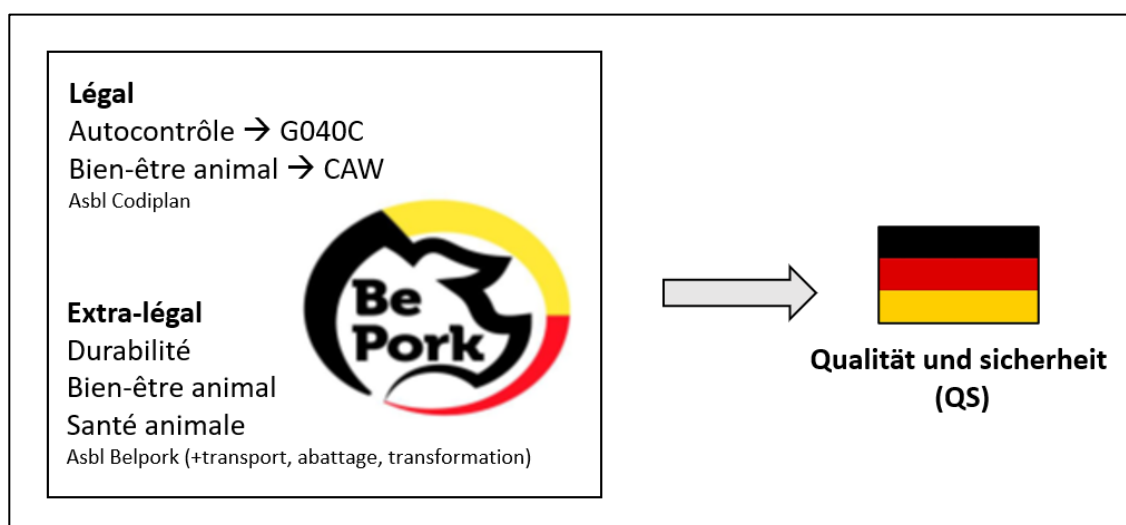 Légal
Autocontrôle → G040C
Bien-être animal → CAW
Asbl Codiplan
Be
Pork
Extra-légal
Durabilité
Bien-être animal
Santé animale
Asbl Belpork (+transport, abattage, transformation)
Qualität und sicherheit
(QS)